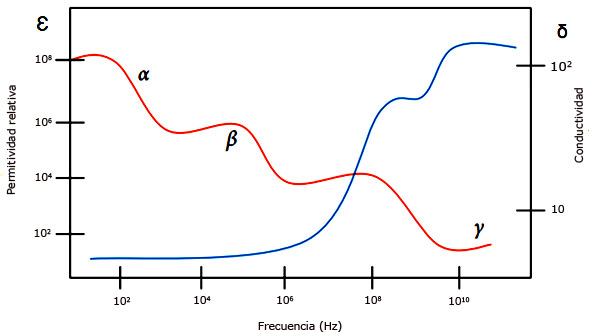 ε
δ
10⁸
10⁶
10⁴
10²
Permitividad relativa
α
β
γ
10²
10
Conductividad
10² 10⁴ 10⁶ 10⁸ 10¹⁰
Frecuencia (Hz)